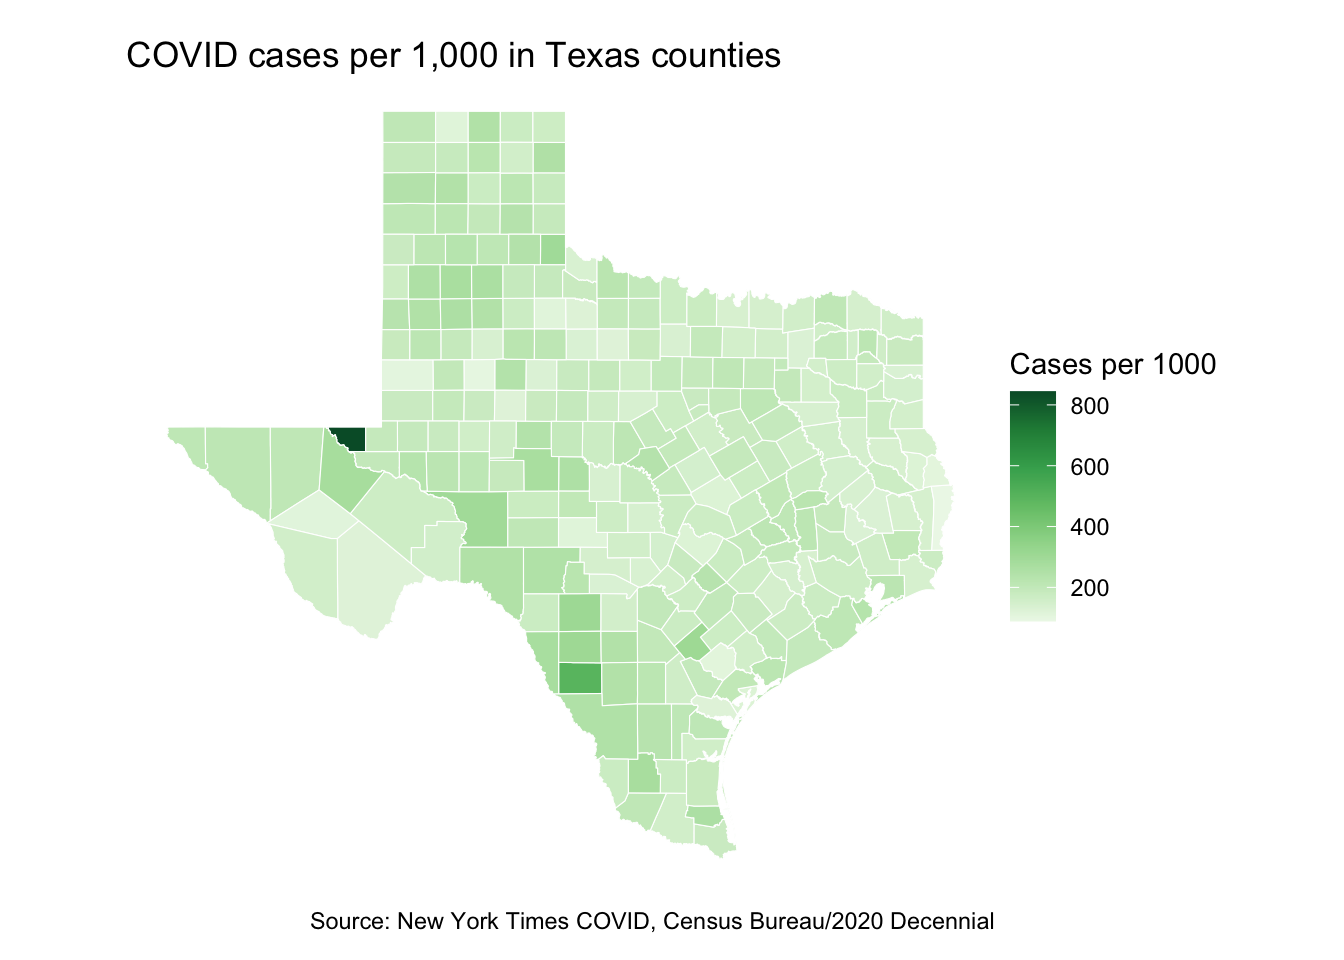 COVID cases per 1,000 in Texas counties
Cases per 1000
800
600
400
200
Source: New York Times COVID, Census Bureau/2020 Decennial